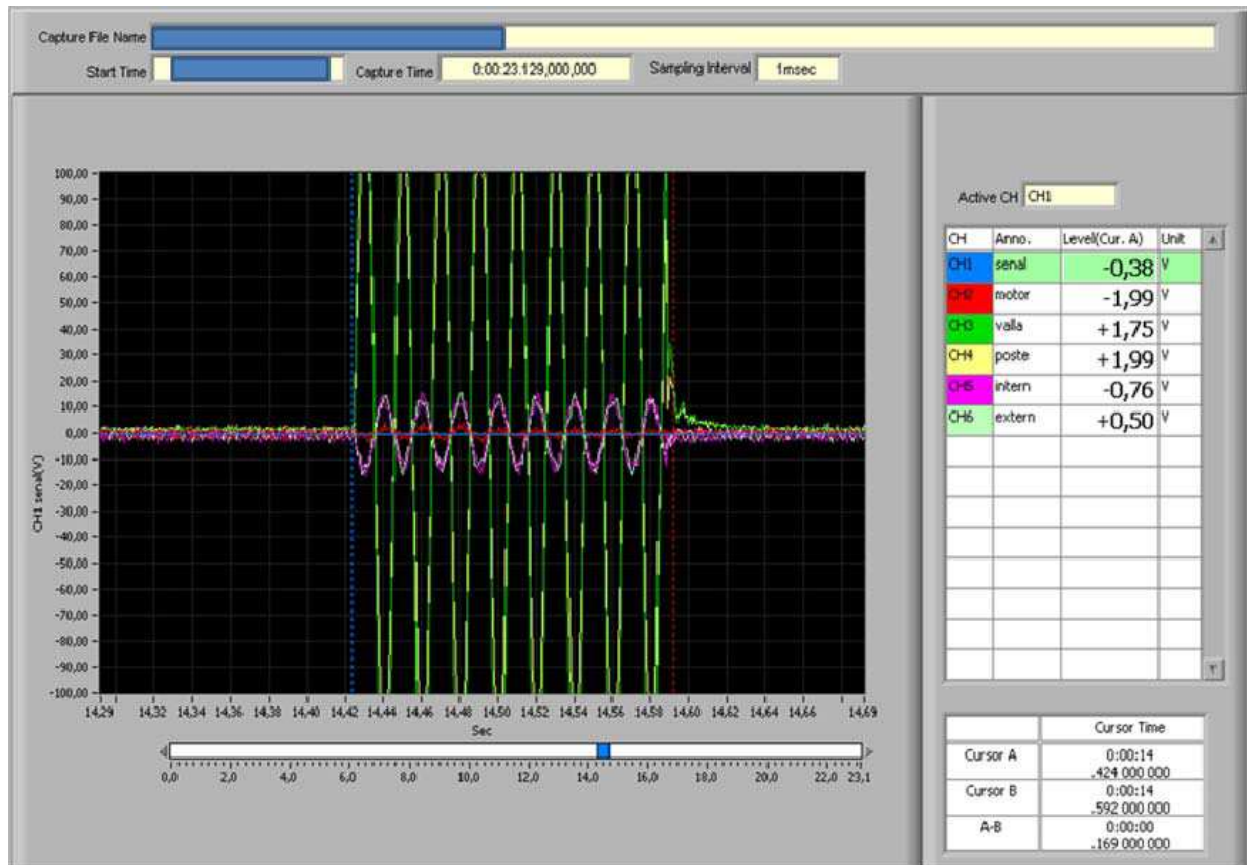 Capture File Name
Start Time Capture Time 0:00:23.129,000,000 Sampling Interval 1msec
Active CH CH1
CH Anno. Level(Cur. A) Unit
CH1 senal -0,38 V
CH2 motor -1,99 V
CH3 valla +1,75 V
CH4 poste +1,99 V
CH5 intern -0,76 V
CH6 extern +0,50 V
100,00
90,00
80,00
70,00
60,00
50,00
40,00
30,00
20,00
10,00
0,00
-10,00
-20,00
-30,00
-40,00
-50,00
-60,00
-70,00
-80,00
-90,00
-100,00
CH1 senal(V)
14,29 14,32 14,34 14,36 14,38 14,40 14,42 14,44 14,46 14,48 14,50 14,52 14,54 14,56 14,58 14,60 14,62 14,64 14,66 14,69
Sec
0,0 2,0 4,0 6,0 8,0 10,0 12,0 14,0 16,0 18,0 20,0 22,0 23,1
Cursor Time
Cursor A 0:00:14
.424 000 000
Cursor B 0:00:14
.592 000 000
A-B 0:00:00
.169 000 000